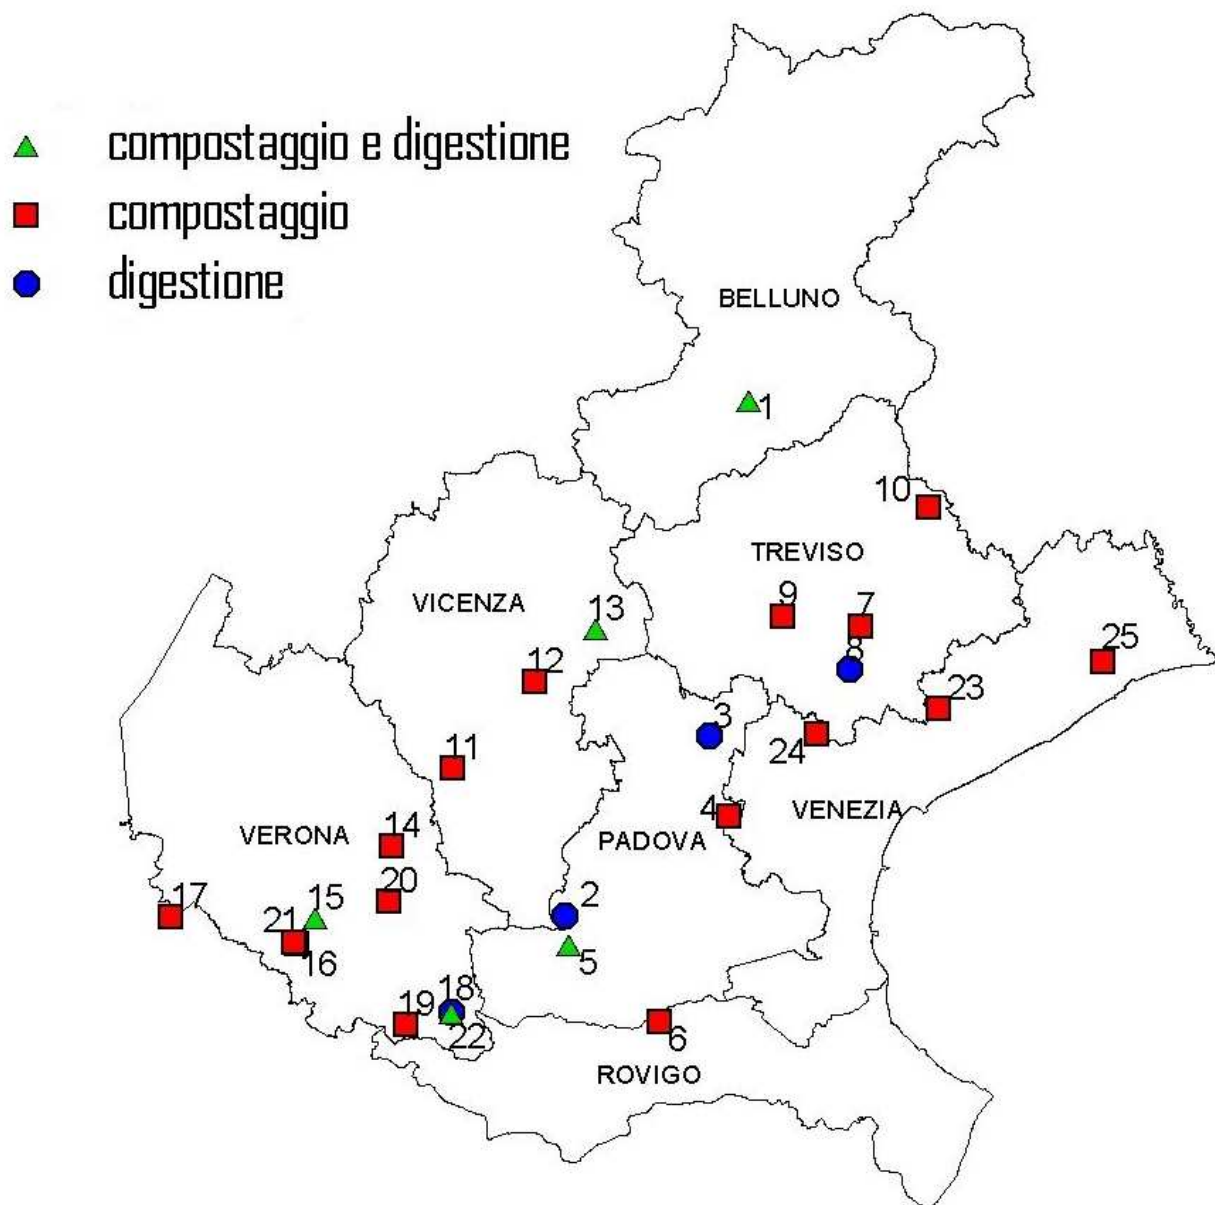 compostaggio e digestione
compostaggio
digestione
BELLUNO
1
10
TREVISO
VICENZA
13
9
7
8
12
25
23
3
24
11
4
VENEZIA
14
VERONA
PADOVA
20
17
15
2
21
16
5
18
19
22
6
ROVIGO